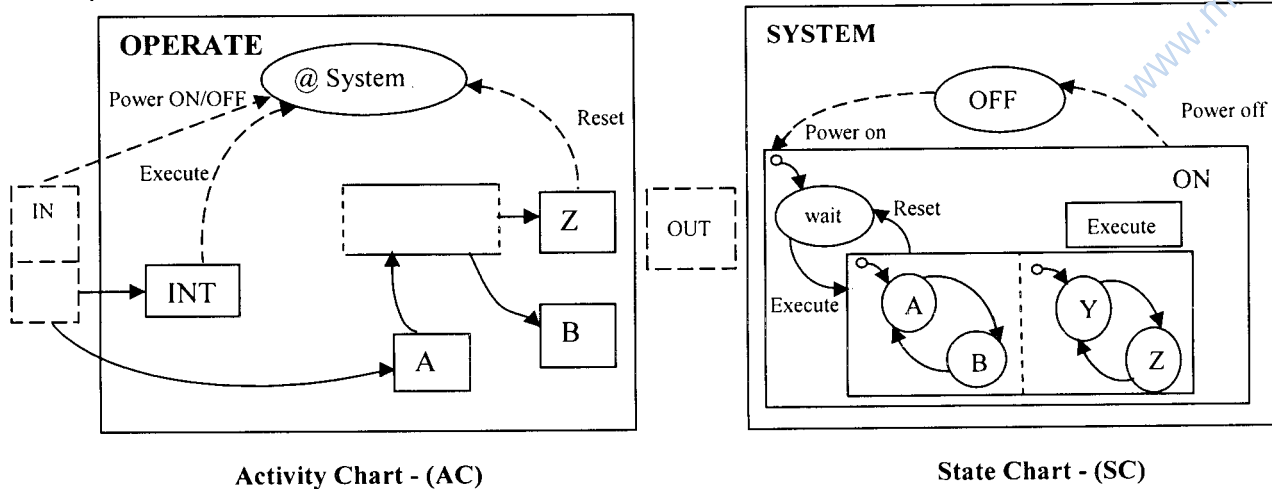 OPERATE
@ System
Power ON/OFF
Reset
Execute
IN
Z
INT
B
A
OUT
Activity Chart - (AC)
SYSTEM
OFF
Power on
Power off
ON
wait
Reset
Execute
Execute
A
Y
B
Z
State Chart - (SC)